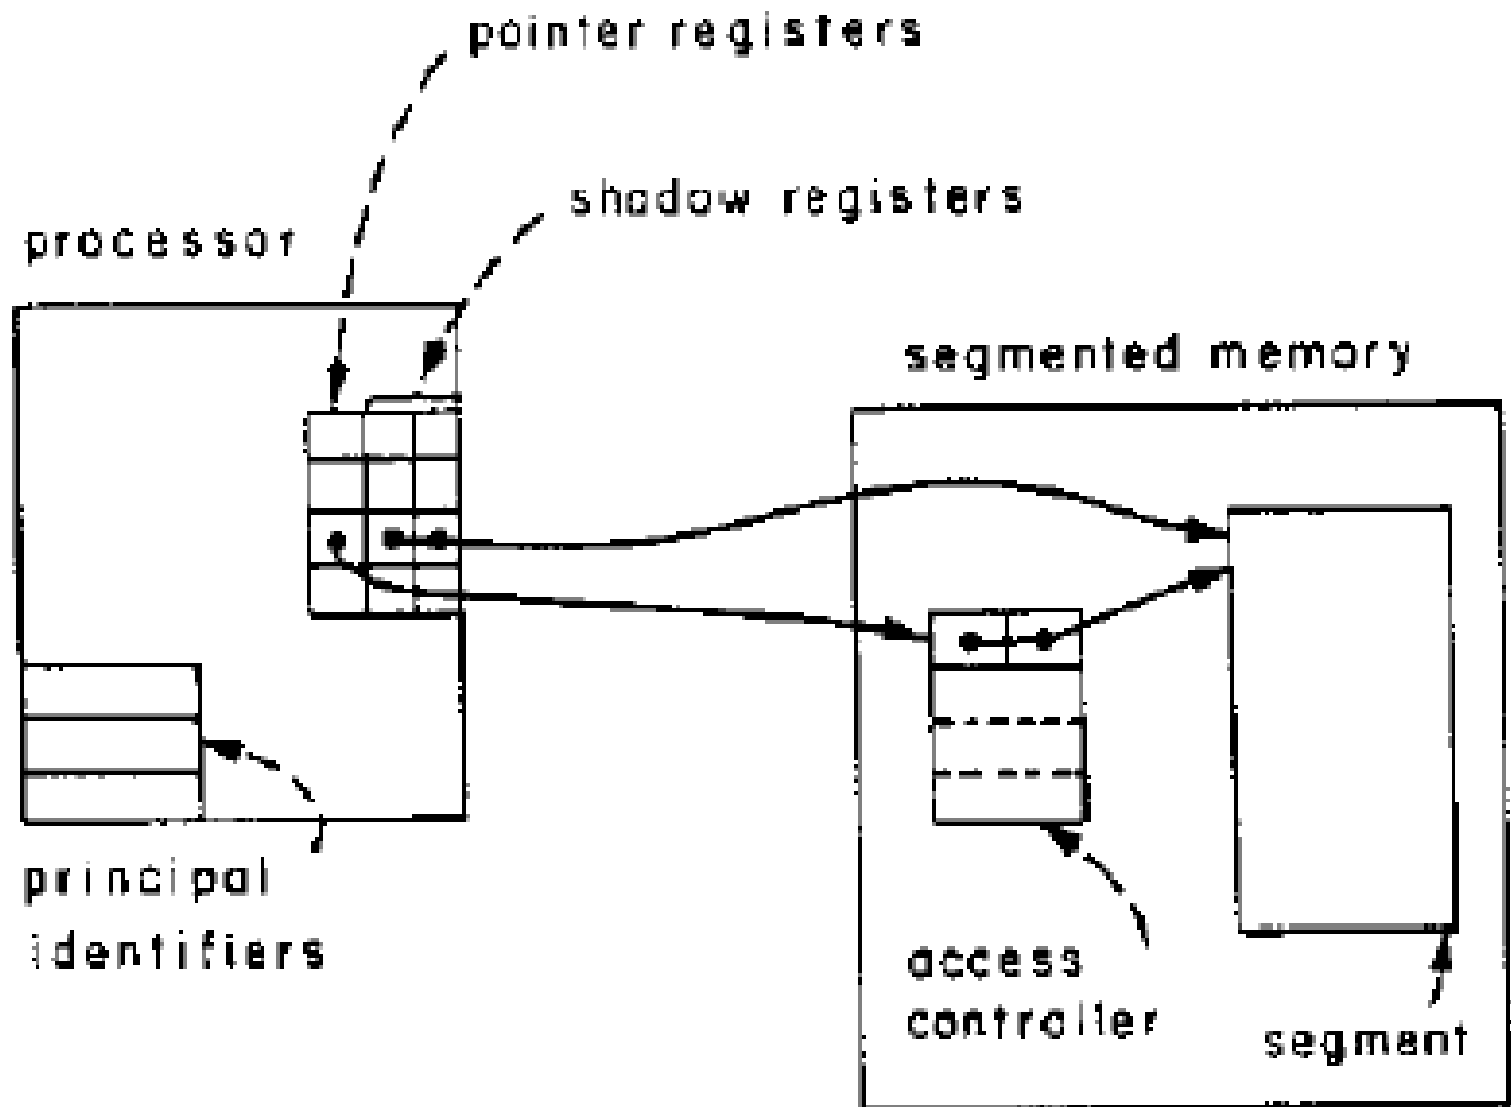 pointer registers
shadow registers
processor
segmented memory
principal
identifiers
access
controller
segment